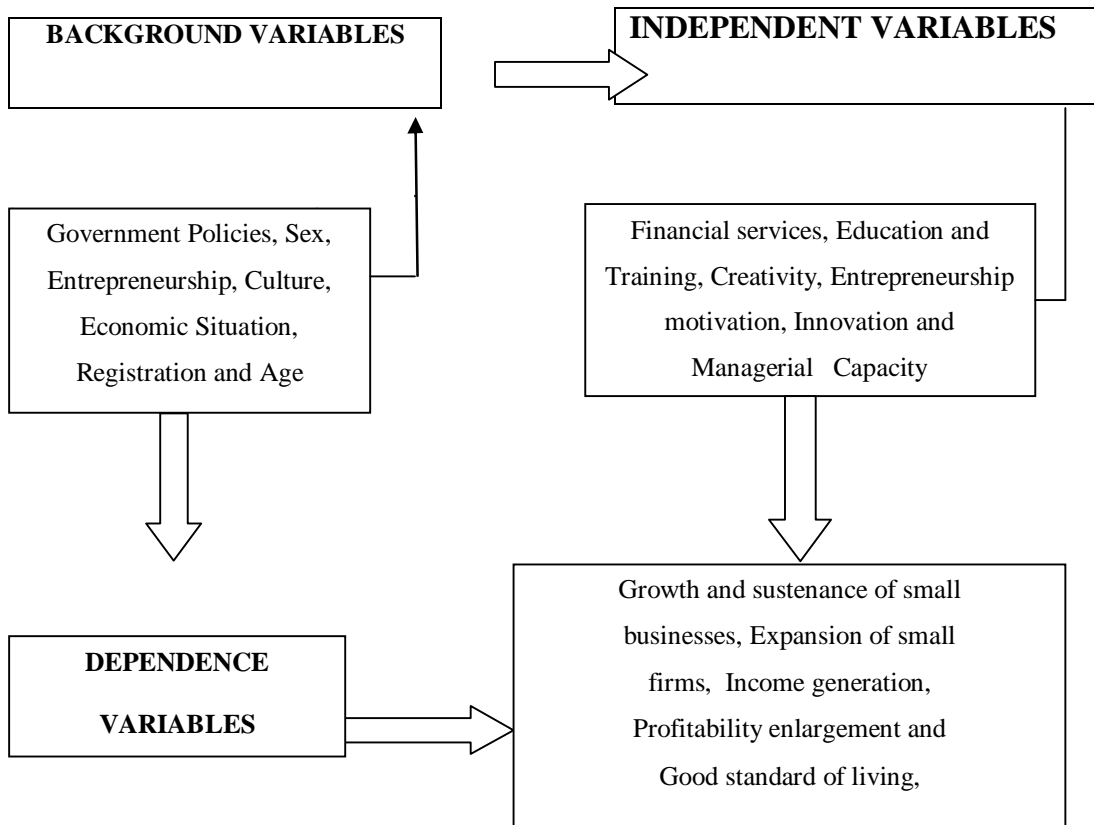 BACKGROUND VARIABLES
INDEPENDENT VARIABLES
Government Policies, Sex,
Entrepreneurship, Culture,
Economic Situation,
Registration and Age
Financial services, Education and
Training, Creativity, Entrepreneurship
motivation, Innovation and
Managerial Capacity
DEPENDENCE
VARIABLES
Growth and sustenance of small
businesses, Expansion of small
firms, Income generation,
Profitability enlargement and
Good standard of living,